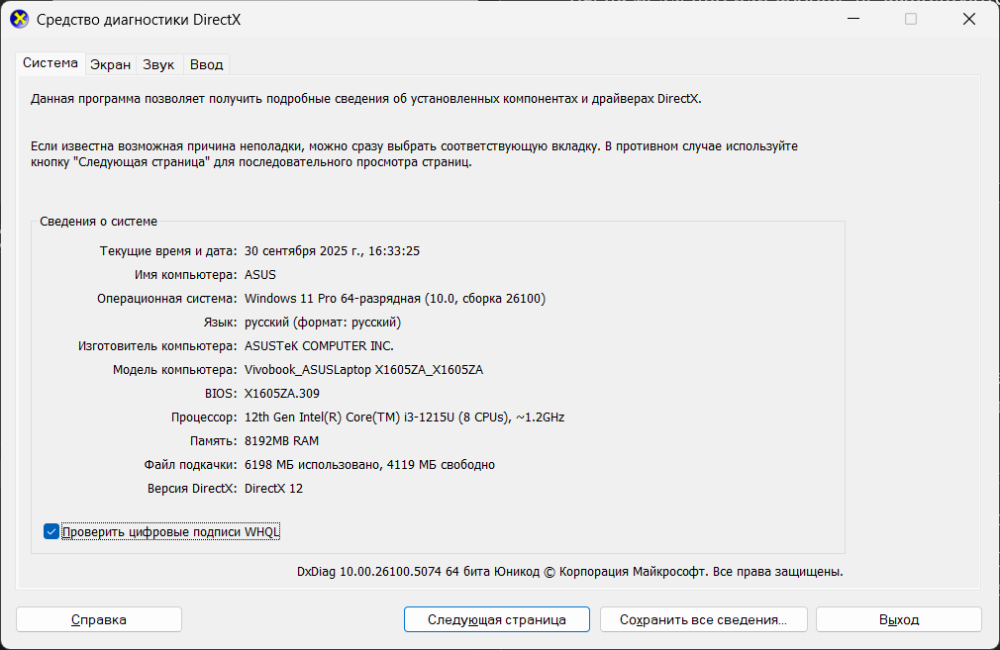 Средство диагностики DirectX
Система Экран Звук Ввод
Данная программа позволяет получить подробные сведения об установленных компонентах и драйверах DirectX.
Если известна возможная причина неполадки, можно сразу выбрать соответствующую вкладку. В противном случае используйте
кнопку "Следующая страница" для последовательного просмотра страниц.
Сведения о системе
Текущие время и дата: 30 сентября 2025 г., 16:33:25
Имя компьютера: ASUS
Операционная система: Windows 11 Pro 64-разрядная (10.0, сборка 26100)
Язык: русский (формат: русский)
Изготовитель компьютера: ASUSTeK COMPUTER INC.
Модель компьютера: Vivobook_ASUSLaptop X1605ZA_X1605ZA
BIOS: X1605ZA.309
Процессор: 12th Gen Intel(R) Core(TM) i3-1215U (8 CPUs), ~1.2GHz
Память: 8192MB RAM
Файл подкачки: 6198 МБ использовано, 4119 МБ свободно
Версия DirectX: DirectX 12
Проверить цифровые подписи WHQL
DxDiag 10.00.26100.5074 64 бита Юникод © Корпорация Майкрософт. Все права защищены.
Справка Следующая страница Сохранить все сведения... Выход